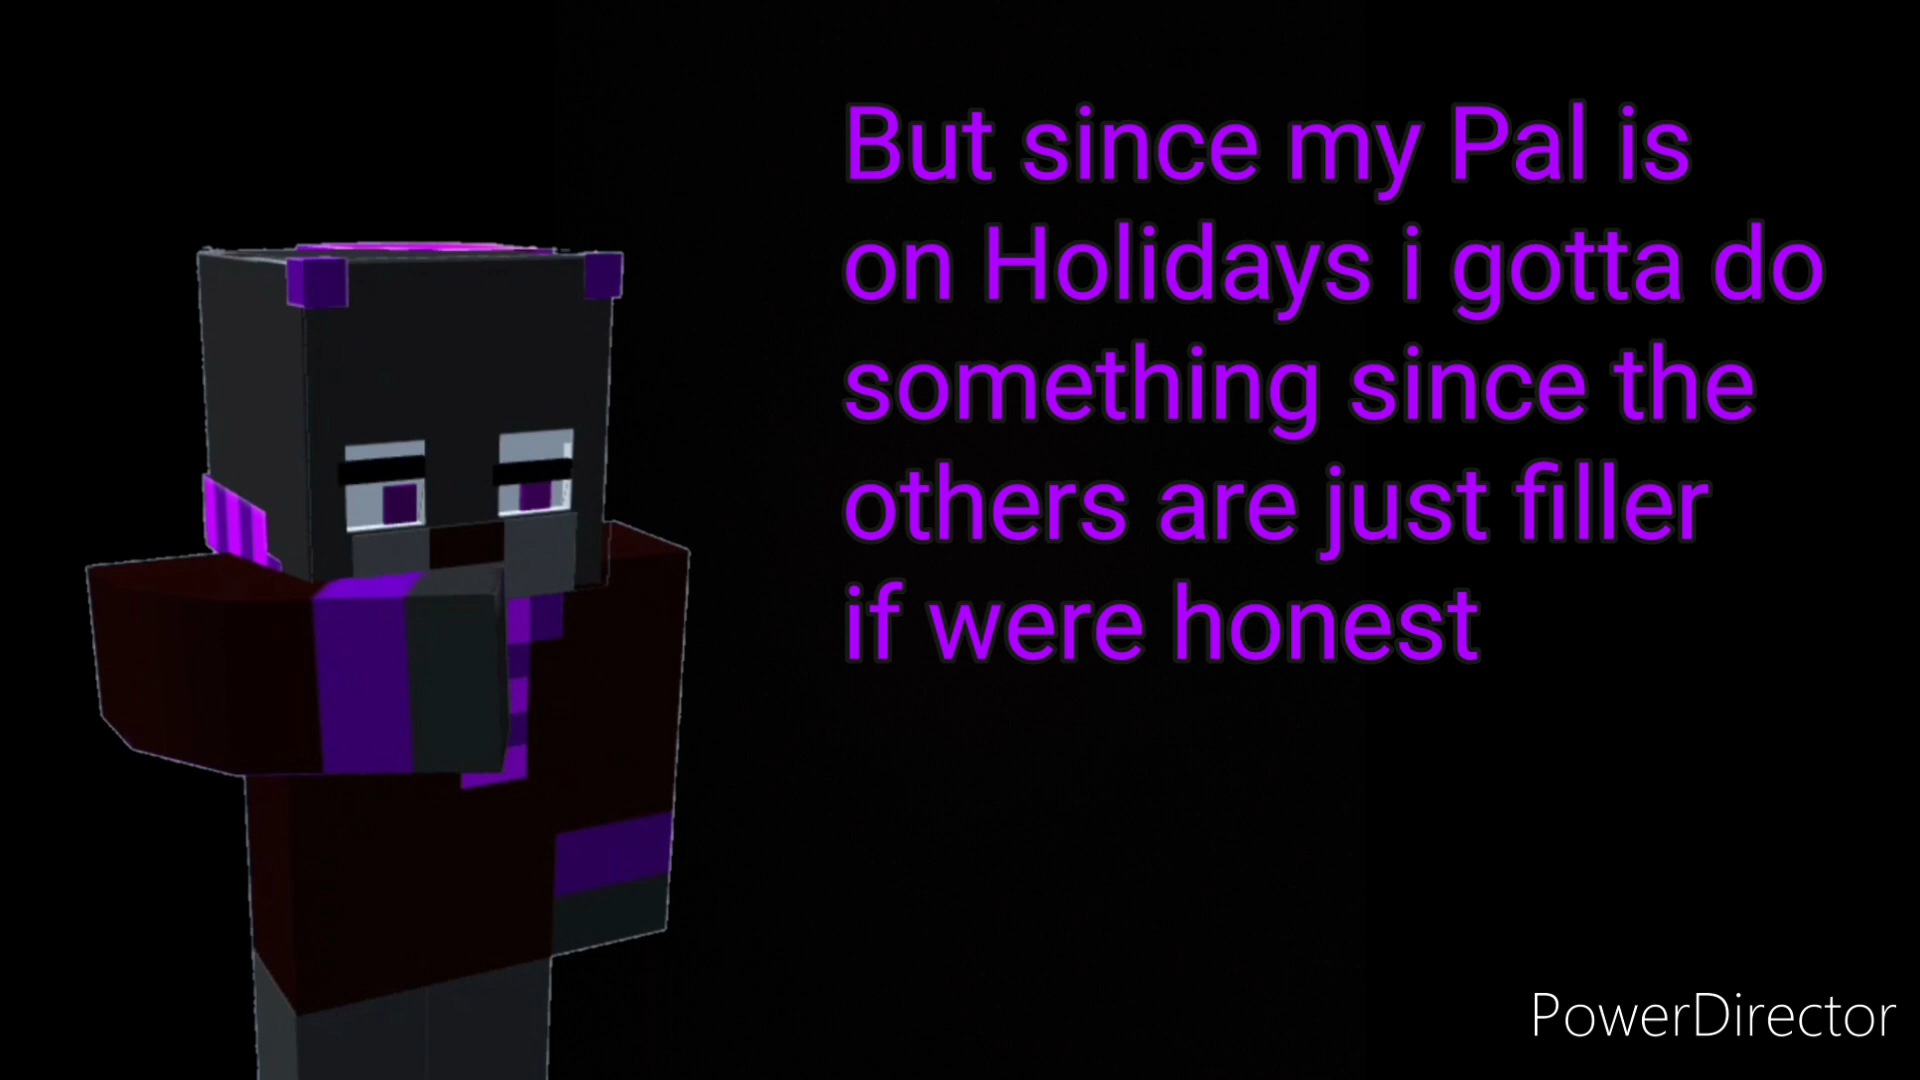 But since my Pal is
on Holidays i gotta do
something since the
others are just filler
if were honest
PowerDirector